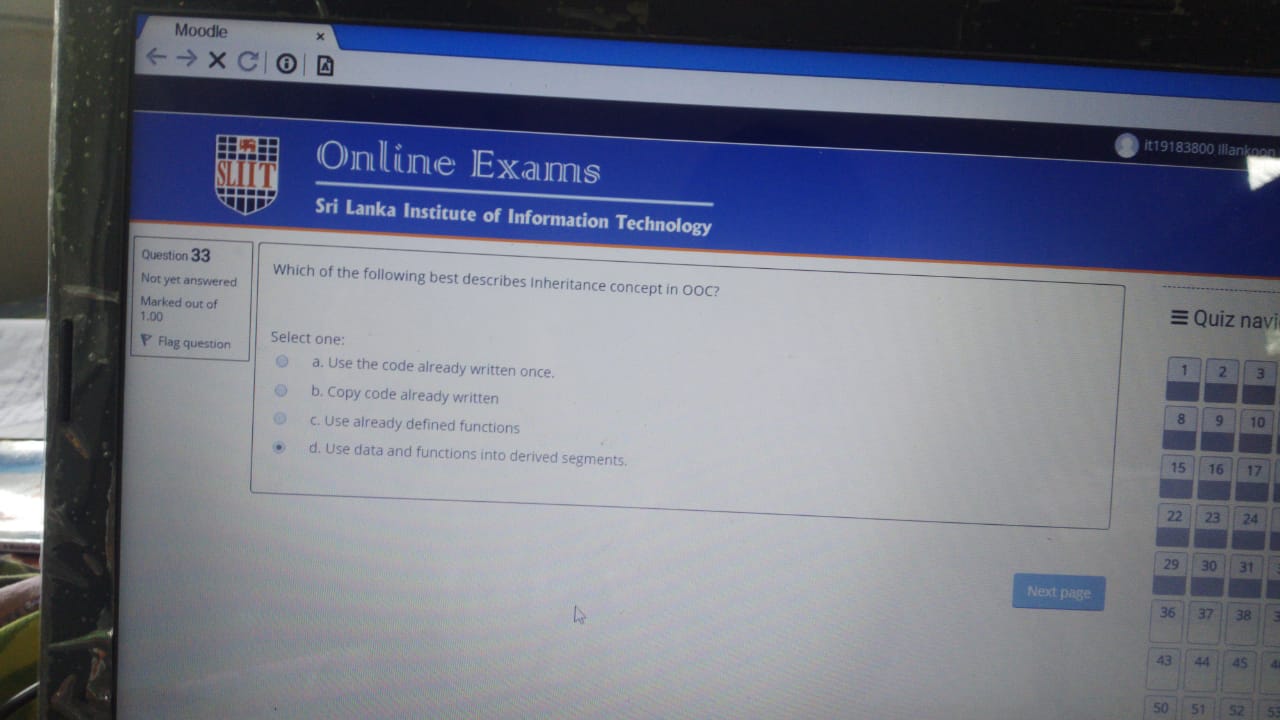 Moodle
Online Exams
SLIIT
Sri Lanka Institute of Information Technology
it19183800 Illankoon
Question 33
Not yet answered
Marked out of
1.00
Flag question
Which of the following best describes Inheritance concept in OOC?
Select one:
a. Use the code already written once.
b. Copy code already written
c. Use already defined functions
d. Use data and functions into derived segments.
Next page
Quiz navi
1 2 3
8 9 10
15 16 17
22 23 24
29 30 31
36 37 38
43 44 45
50 51 52